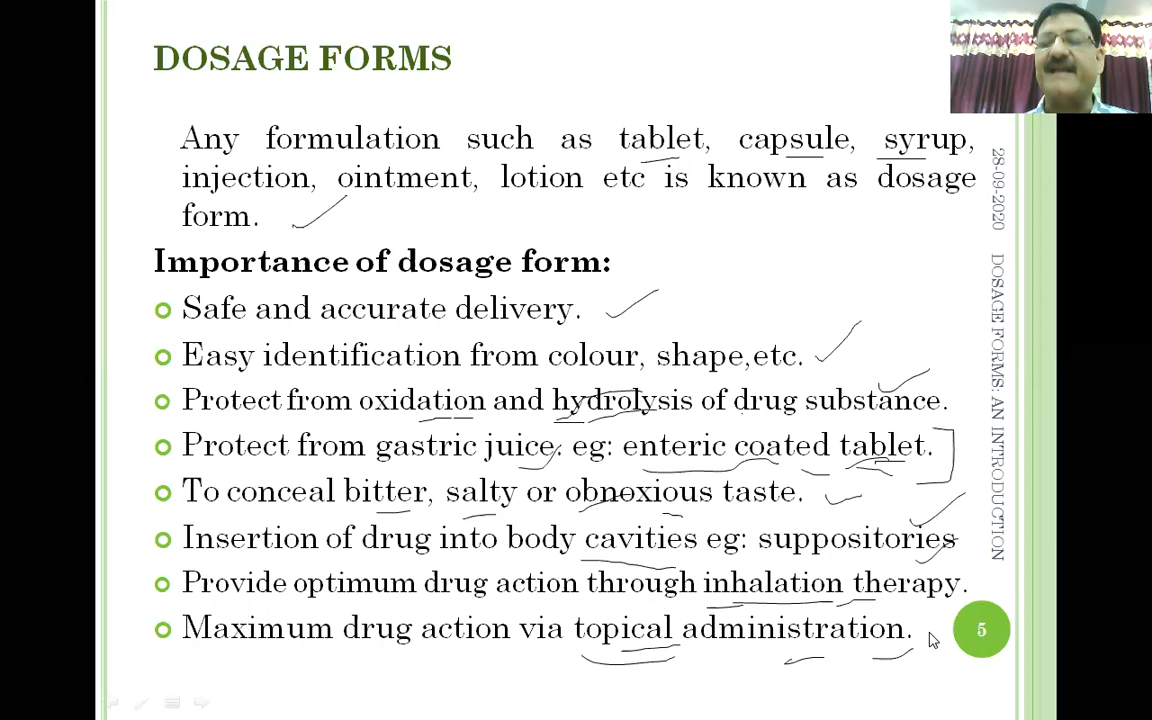 DOSAGE FORMS
Any formulation such as tablet, capsule, syrup,
injection, ointment, lotion etc is known as dosage
form.
Importance of dosage form:
Safe and accurate delivery.
Easy identification from colour, shape,etc.
Protect from oxidation and hydrolysis of drug substance.
Protect from gastric juice. eg: enteric coated tablet.
To conceal bitter, salty or obnoxious taste.
Insertion of drug into body cavities eg: suppositories
Provide optimum drug action through inhalation therapy.
Maximum drug action via topical administration.
28-09-2020
DOSAGE FORMS: AN INTRODUCTION
5